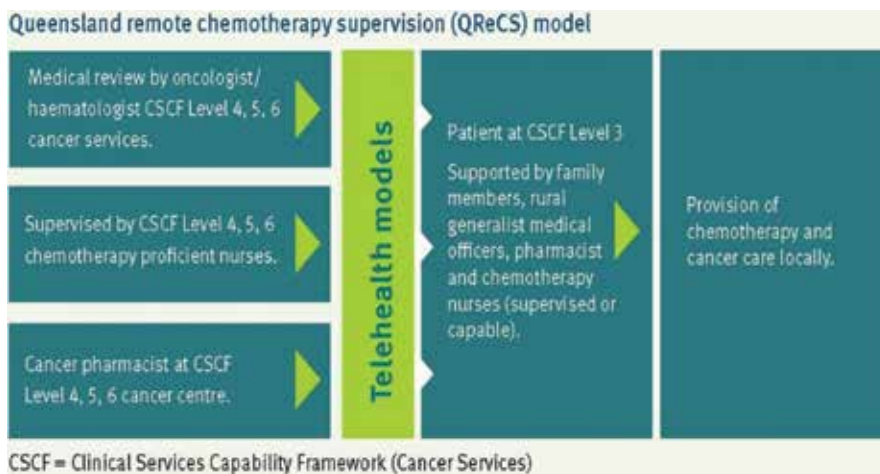 Queensland remote chemotherapy supervision (QReCS) model
Medical review by oncologist/
haematologist CSCF Level 4, 5, 6
cancer services.
Supervised by CSCF Level 4, 5, 6
chemotherapy proficient nurses.
Cancer pharmacist at CSCF
Level 4, 5, 6 cancer centre.
Telehealth models
Patient at CSCF Level 3
Supported by family
members, rural
generalist medical
officers, pharmacist
and chemotherapy
nurses (supervised or
capable).
Provision of
chemotherapy and
cancer care locally.
CSCF = Clinical Services Capability Framework (Cancer Services)